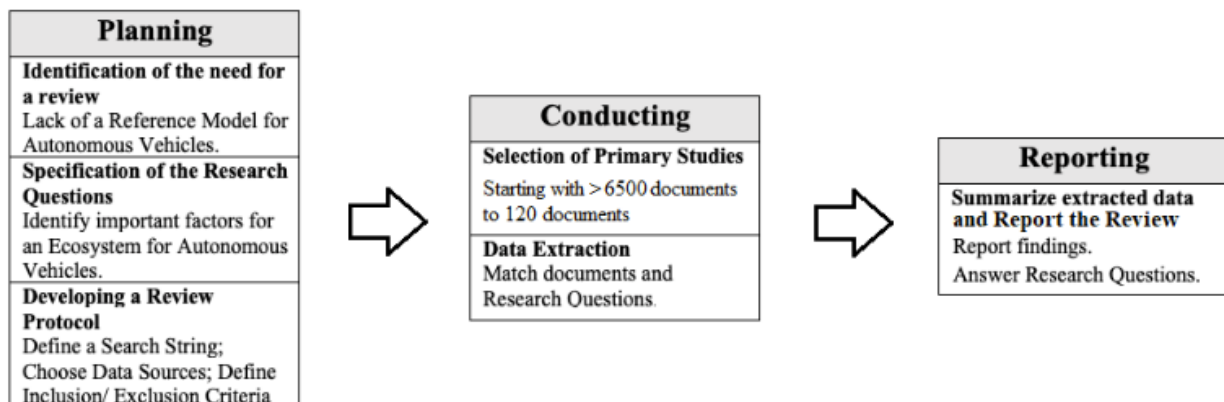 Planning
Identification of the need for
a review
Lack of a Reference Model for
Autonomous Vehicles.
Specification of the Research
Questions
Identify important factors for
an Ecosystem for Autonomous
Vehicles.
Developing a Review
Protocol
Define a Search String;
Choose Data Sources; Define
Inclusion/ Exclusion Criteria
Conducting
Selection of Primary Studies
Starting with >6500 documents
to 120 documents
Data Extraction
Match documents and
Research Questions.
Reporting
Summarize extracted data
and Report the Review
Report findings.
Answer Research Questions.